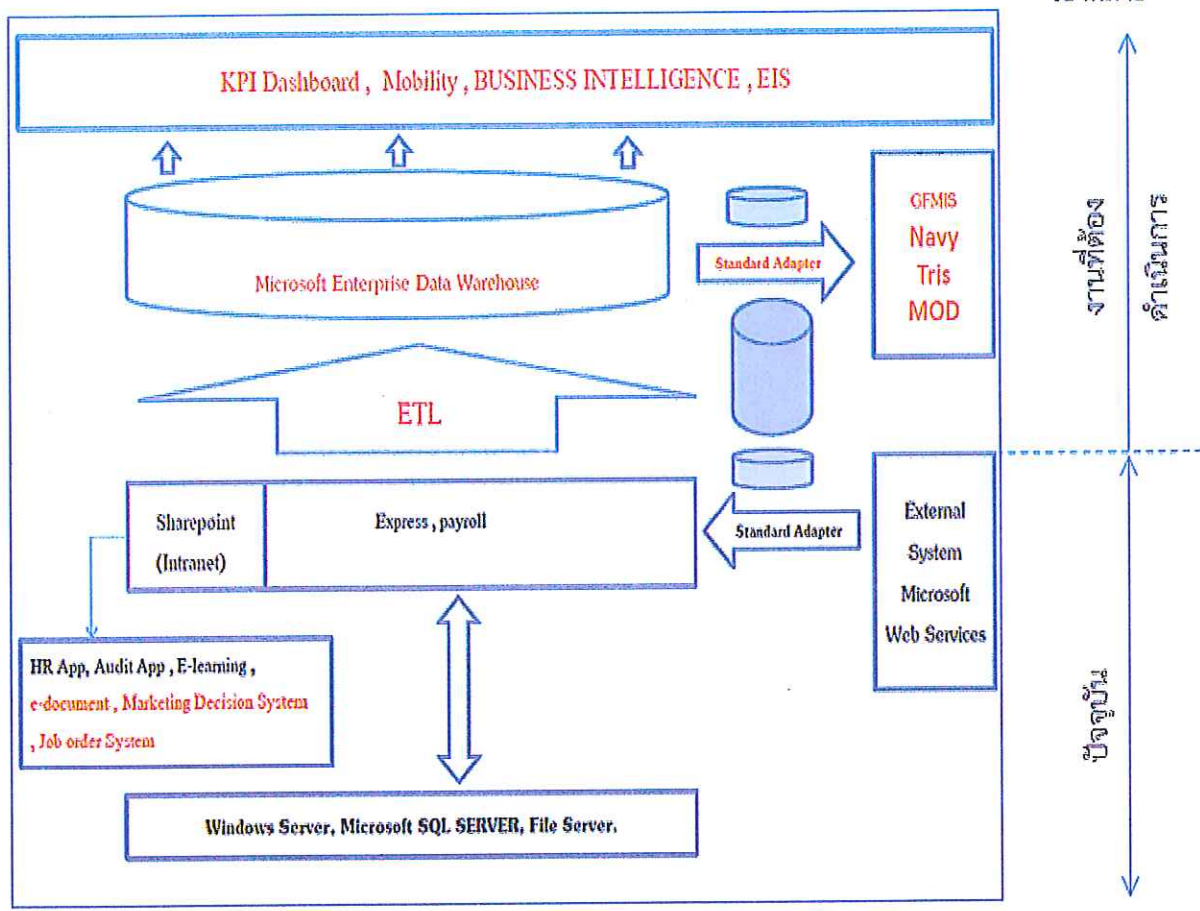 KPI Dashboard , Mobility , BUSINESS INTELLIGENCE , EIS
Microsoft Enterprise Data Warehouse
Standard Adapter
GFMIS
Navy
Tris
MOD
งานที่ต้อง
ดำเนินการ
ETL
Sharepoint
(Intranet)
Express , payroll
Standard Adapter
External
System
Microsoft
Web Services
HR App, Audit App , E-learning ,
e-document , Marketing Decision System
, Job order System
ปัจจุบัน
Windows Server, Microsoft SQL SERVER, File Server,